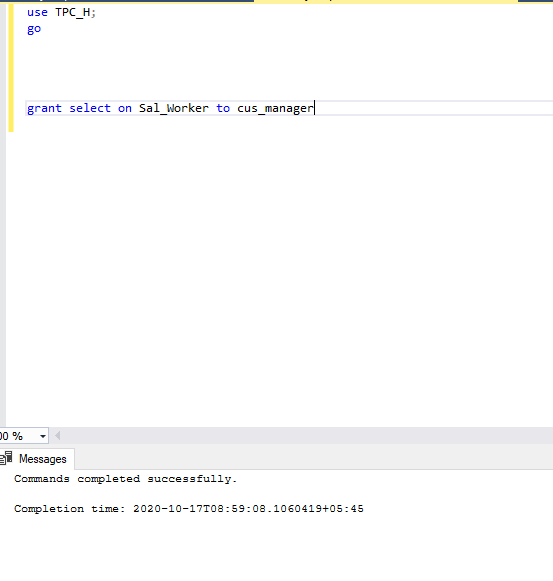 use TPC_H;
go
grant select on Sal_Worker to cus_manager
00 %
Messages
Commands completed successfully.
Completion time: 2020-10-17T08:59:08.1060419+05:45